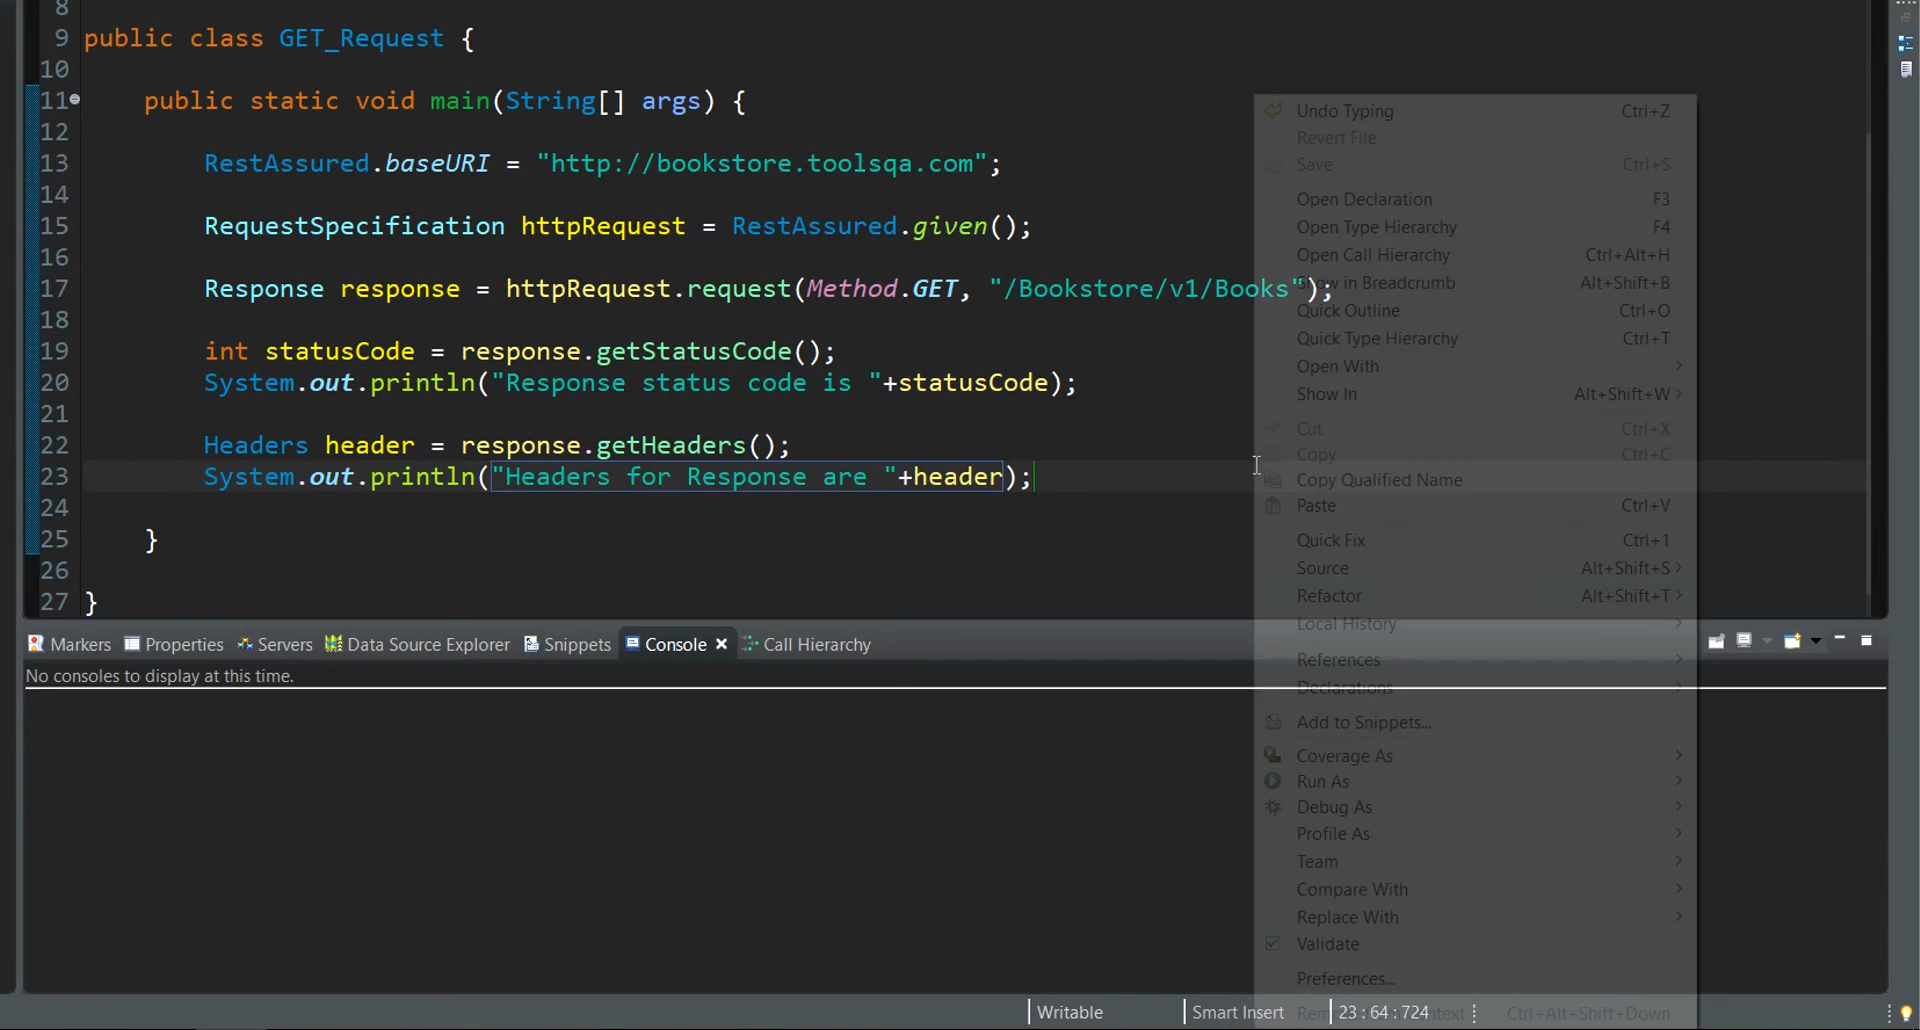 8
9 public class GET_Request {
10
11 public static void main(String[] args) {
12
13 RestAssured.baseURI = "http://bookstore.toolsqa.com";
14
15 RequestSpecification httpRequest = RestAssured.given();
16
17 Response response = httpRequest.request(Method.GET, "/Bookstore/v1/Books");
18
19 int statusCode = response.getStatusCode();
20 System.out.println("Response status code is "+statusCode);
21
22 Headers header = response.getHeaders();
23 System.out.println("Headers for Response are "+header);
24
25 }
26
27 }
Undo Typing Ctrl+Z
Revert File
Save Ctrl+S
Open Declaration F3
Open Type Hierarchy F4
Open Call Hierarchy Ctrl+Alt+H
in Breadcrumb Alt+Shift+B
Quick Outline Ctrl+O
Quick Type Hierarchy Ctrl+T
Open With
Show In Alt+Shift+W
Cut Ctrl+X
Copy Ctrl+C
Copy Qualified Name
Paste Ctrl+V
Quick Fix Ctrl+1
Source Alt+Shift+S
Refactor Alt+Shift+T
Local History
References
Declarations
Add to Snippets...
Coverage As
Run As
Debug As
Profile As
Team
Compare With
Replace With
Validate
Preferences...
Ctrl+Alt+Shift+Down
Markers Properties Servers Data Source Explorer Snippets Console Call Hierarchy
No consoles to display at this time.
Writable Smart Insert 23 : 64 : 724